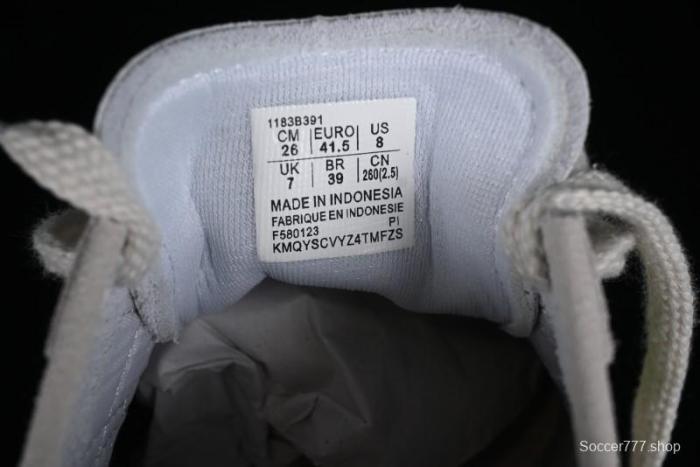 1183B391
CM EURO US
26 41.5 8
UK BR CN
7 39 260(2.5)
MADE IN INDONESIA
FABRIQUE EN INDONESIE
F580123 PI
KMQYSCVYZ4TMFZS
Soccer777.shop